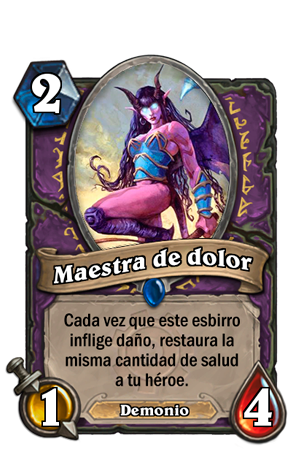 2
Maestra de dolor
Cada vez que este esbirro
inflige daño, restaura la
misma cantidad de salud
a tu héroe.
1
Demonio
4